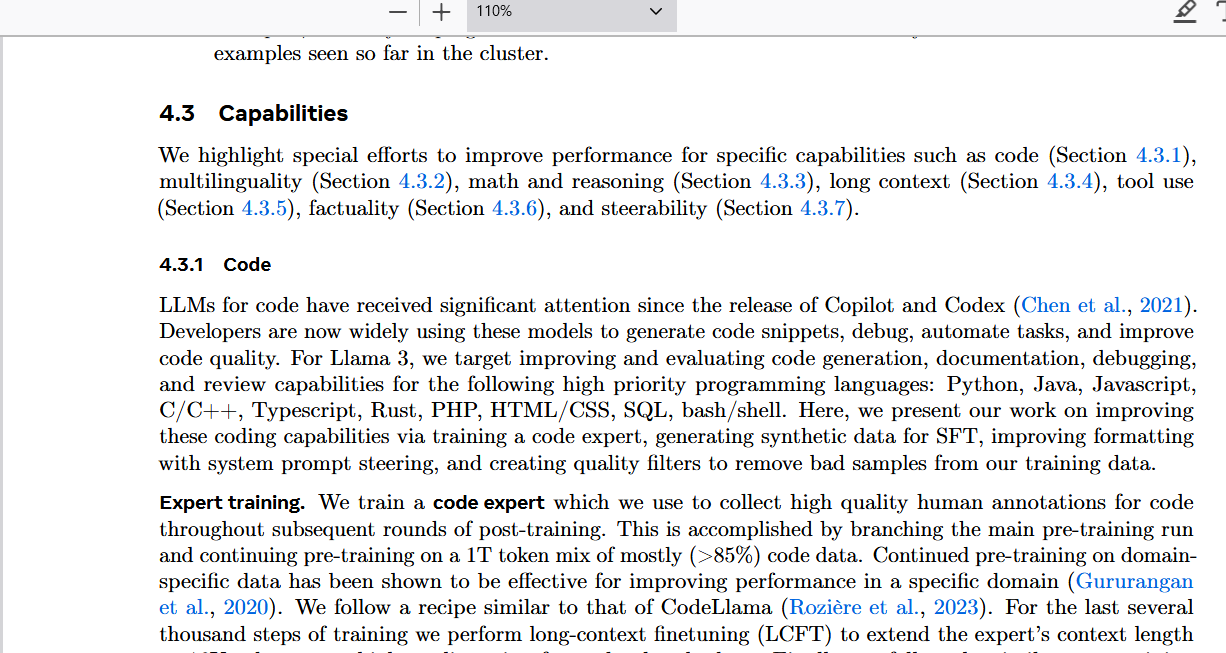 110%
examples seen so far in the cluster.
4.3 Capabilities
We highlight special efforts to improve performance for specific capabilities such as code (Section 4.3.1),
multilinguality (Section 4.3.2), math and reasoning (Section 4.3.3), long context (Section 4.3.4), tool use
(Section 4.3.5), factuality (Section 4.3.6), and steerability (Section 4.3.7).
4.3.1 Code
LLMs for code have received significant attention since the release of Copilot and Codex (Chen et al., 2021).
Developers are now widely using these models to generate code snippets, debug, automate tasks, and improve
code quality. For Llama 3, we target improving and evaluating code generation, documentation, debugging,
and review capabilities for the following high priority programming languages: Python, Java, Javascript,
C/C++, Typescript, Rust, PHP, HTML/CSS, SQL, bash/shell. Here, we present our work on improving
these coding capabilities via training a code expert, generating synthetic data for SFT, improving formatting
with system prompt steering, and creating quality filters to remove bad samples from our training data.
Expert training. We train a code expert which we use to collect high quality human annotations for code
throughout subsequent rounds of post-training. This is accomplished by branching the main pre-training run
and continuing pre-training on a 1T token mix of mostly (>85%) code data. Continued pre-training on domain-
specific data has been shown to be effective for improving performance in a specific domain (Gururangan
et al., 2020). We follow a recipe similar to that of CodeLlama (Rozière et al., 2023). For the last several
thousand steps of training we perform long-context finetuning (LCFT) to extend the expert's context length